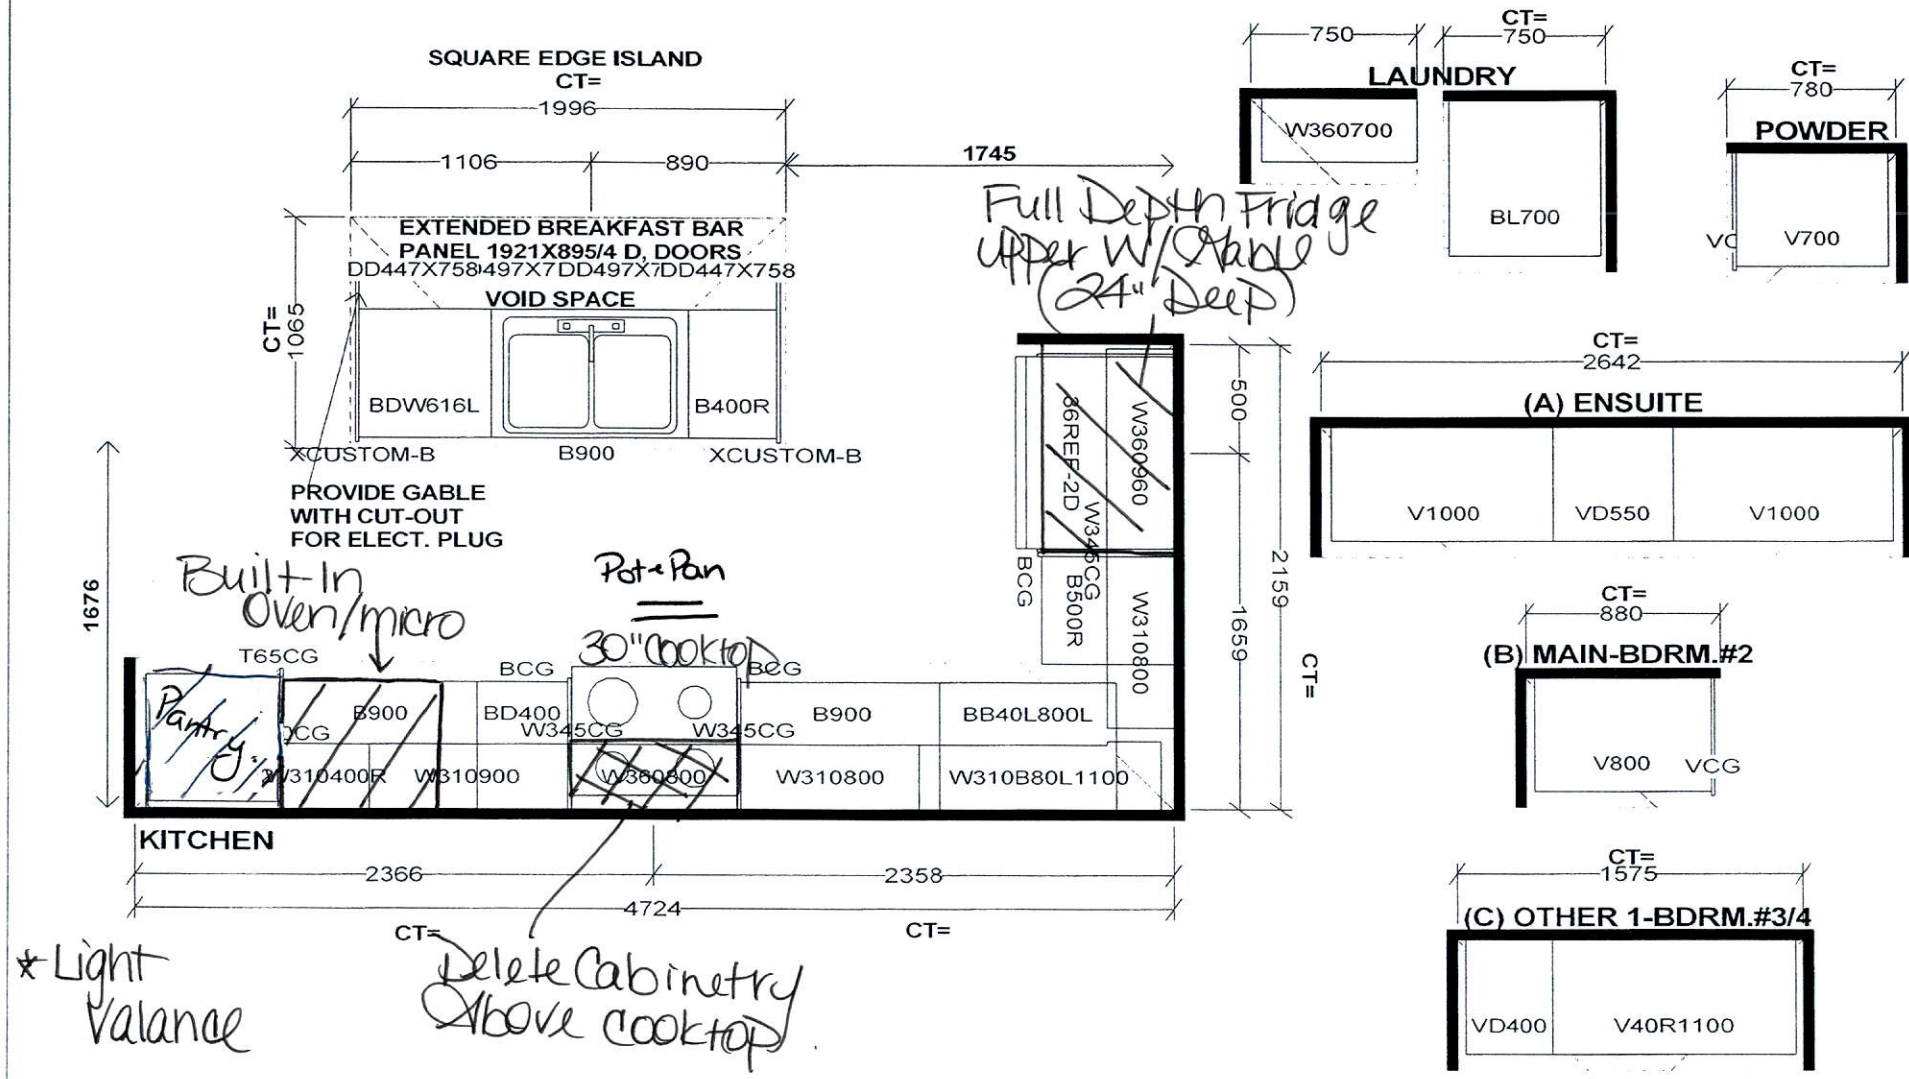 SQUARE EDGE ISLAND
CT=
1996
1106
890
1745
EXTENDED BREAKFAST BAR
PANEL 1921X895/4 D, DOORS
DD447X758
497X7
DD497X7
DD447X758
VOID SPACE
CT=
1065
BDW616L
B400R
XCUSTOM-B
B900
XCUSTOM-B
PROVIDE GABLE
WITH CUT-OUT
FOR ELECT. PLUG
1676
Full Depth Fridge
upper w/ Gable
(24" Deep)
36REF-2D
W360960
W345CG
BCG
B500R
W310800
500
1659
2159
CT=
Built-In
Oven/micro
Pot & Pan
30" Cooktop
T65CG
BCG
BCG
Pantry
B900
BD400
W345CG
W345CG
B900
BB40L800L
W310400R
W310900
W360800
W310800
W310B80L1100
KITCHEN
2366
2358
4724
CT=
CT=
* Light
Valance
Delete Cabinetry
Above cooktop.
750
CT=
750
LAUNDRY
W360700
BL700
CT=
780
POWDER
V700
CT=
2642
(A) ENSUITE
V1000
VD550
V1000
CT=
880
(B) MAIN-BDRM.#2
V800
VCG
CT=
1575
(C) OTHER 1-BDRM.#3/4
VD400
V40R1100